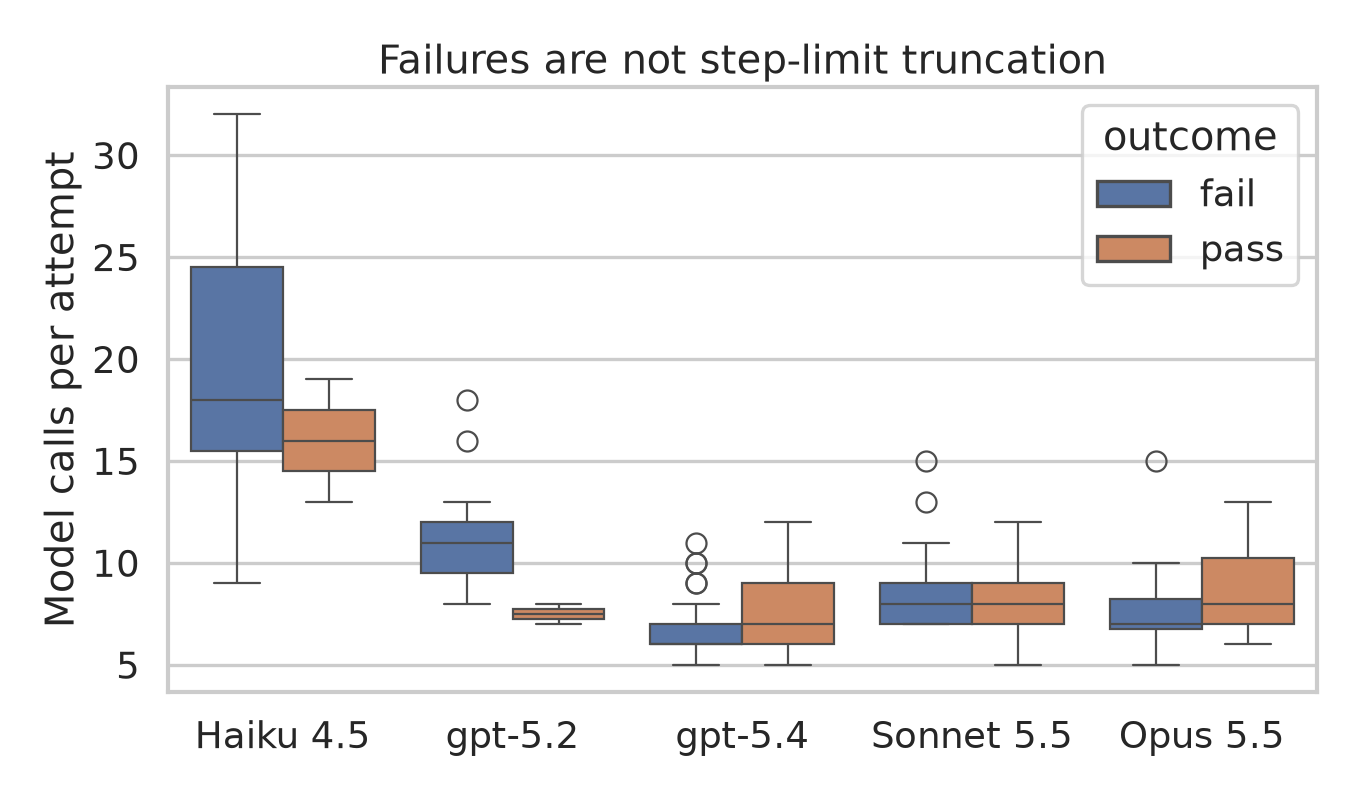 Failures are not step-limit truncation
Model calls per attempt
30
25
20
15
10
5
outcome
fail
pass
Haiku 4.5
gpt-5.2
gpt-5.4
Sonnet 5.5
Opus 5.5